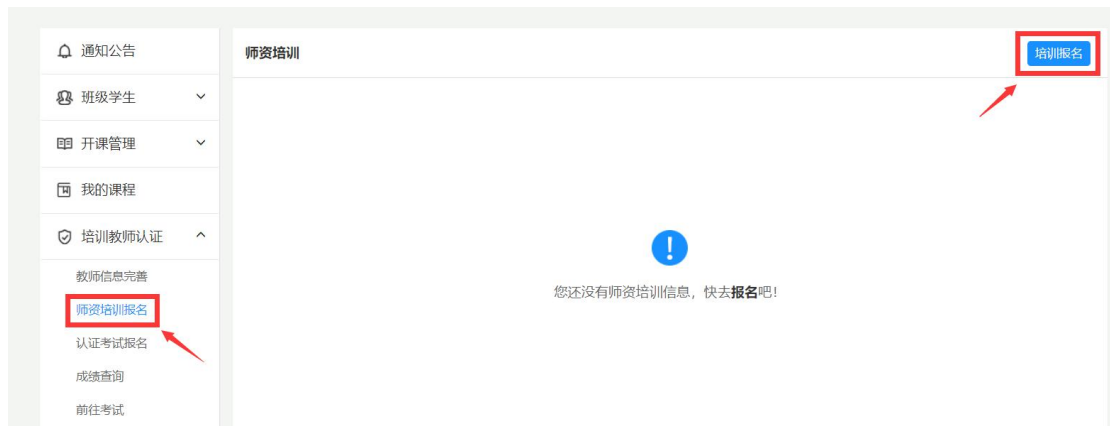 通知公告
班级学生
开课管理
我的课程
培训教师认证
教师信息完善
师资培训报名
认证考试报名
成绩查询
前往考试
师资培训
培训报名
您还没有师资培训信息，快去报名吧！